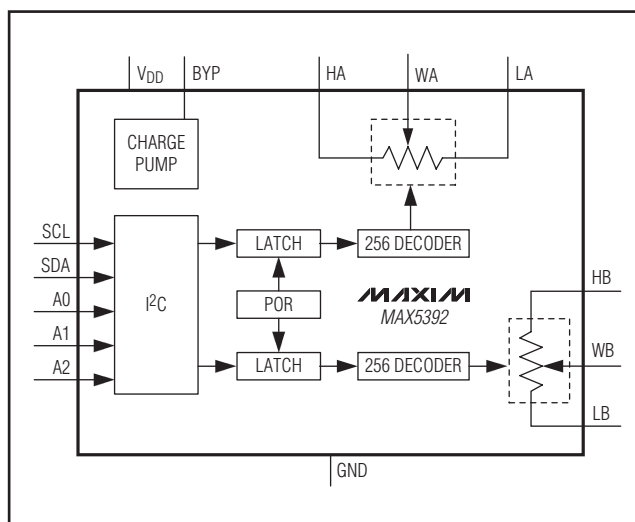 VDD
BYP
HA
WA
LA
CHARGE
PUMP
SCL
SDA
A0
A1
A2
I2C
LATCH
256 DECODER
POR
MAXIM
MAX5392
LATCH
256 DECODER
HB
WB
LB
GND